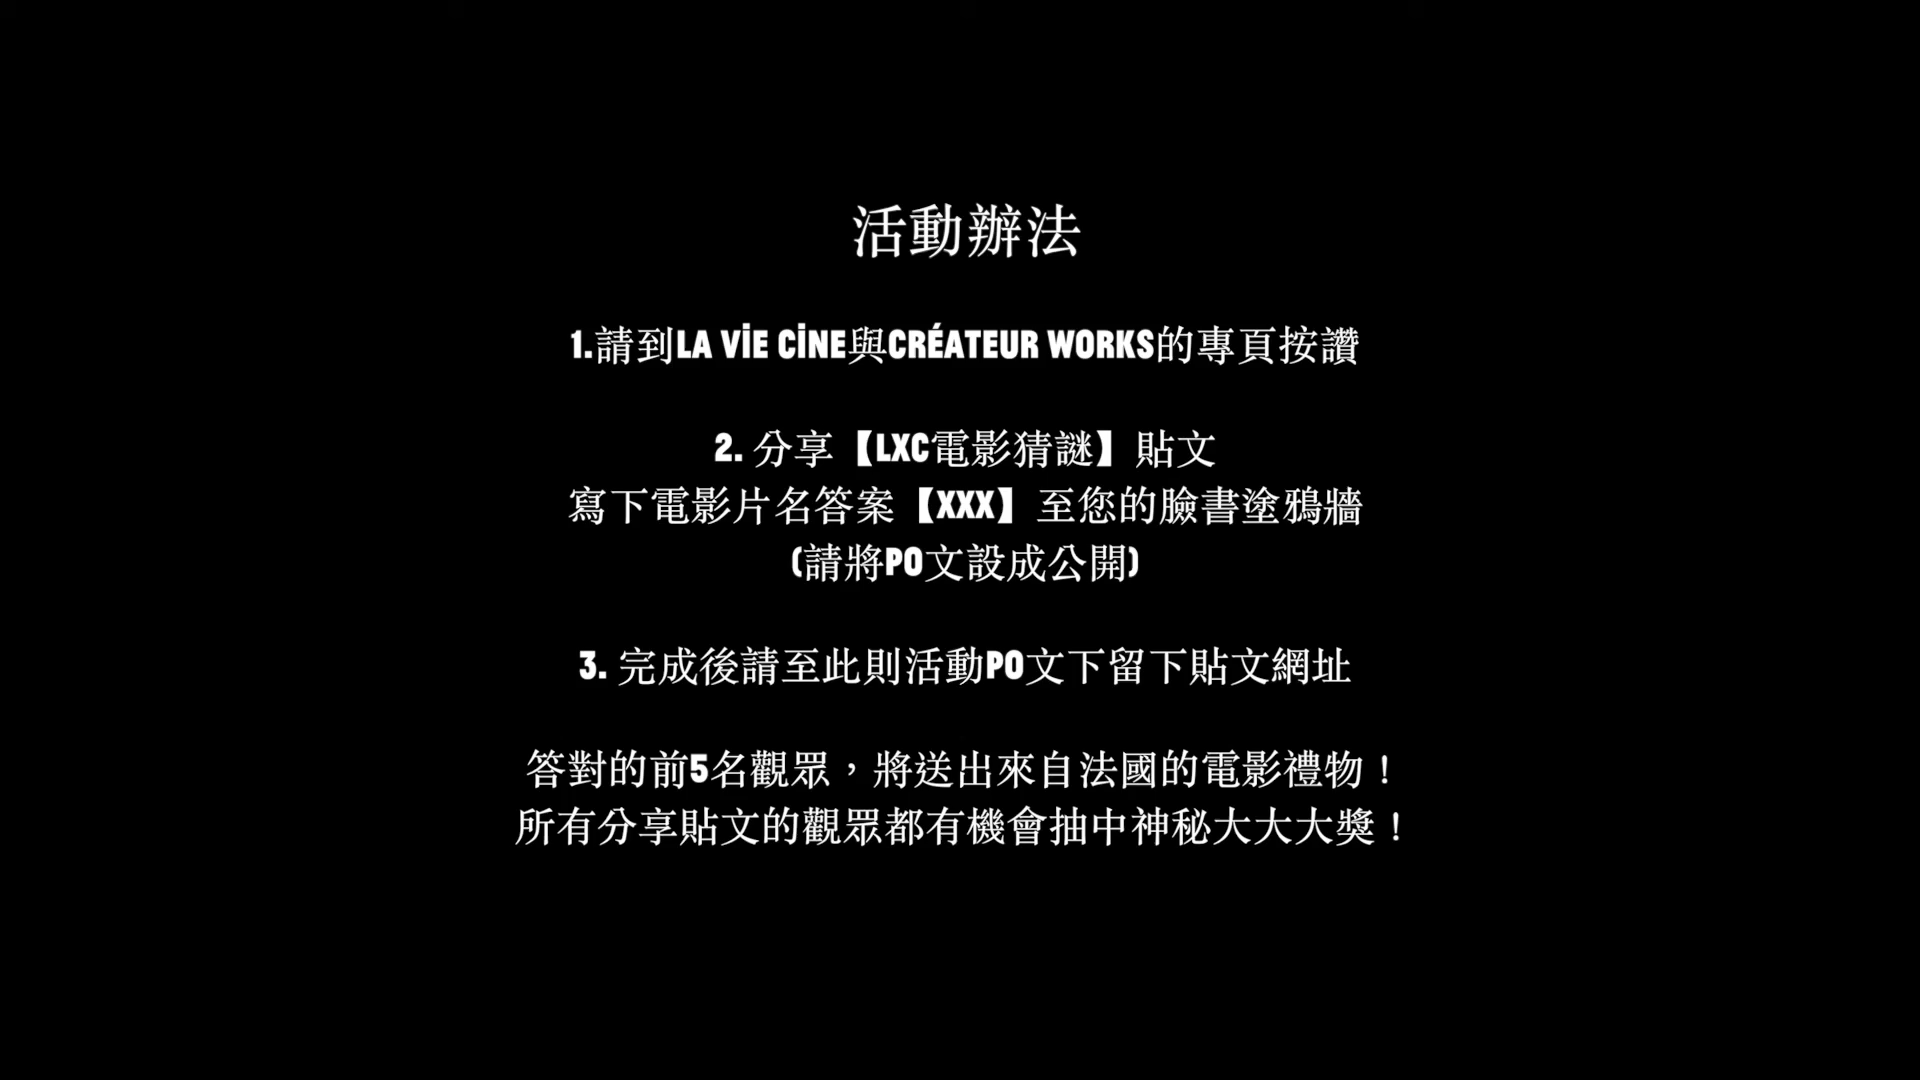 活動辦法
1.請到LA ViE CiNE與CRÉATEUR WORKS的專頁按讚
2. 分享【LXC電影猜謎】貼文
寫下電影片名答案【XXX】至您的臉書塗鴉牆
(請將PO文設成公開)
3. 完成後請至此則活動PO文下留下貼文網址
答對的前5名觀眾，將送出來自法國的電影禮物！
所有分享貼文的觀眾都有機會抽中神秘大大大獎！